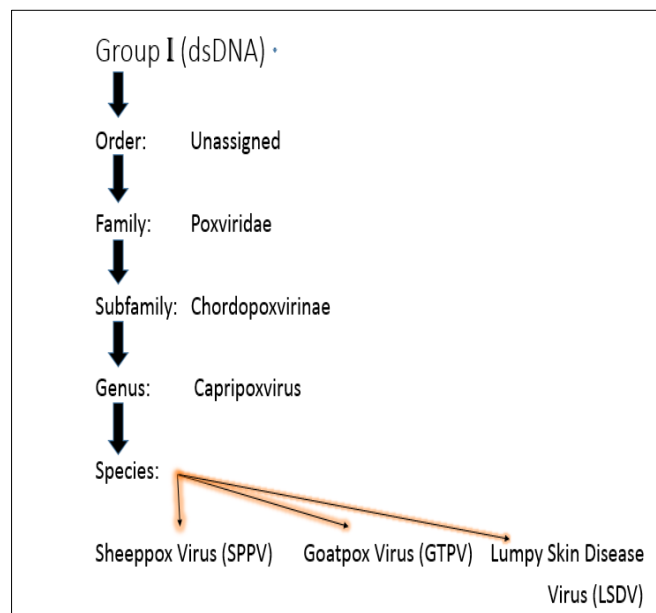 Group I (dsDNA)
Order: Unassigned
Family: Poxviridae
Subfamily: Chordopoxvirinae
Genus: Capripoxvirus
Species:
Sheeppox Virus (SPPV) Goatpox Virus (GTPV) Lumpy Skin Disease
Virus (LSDV)